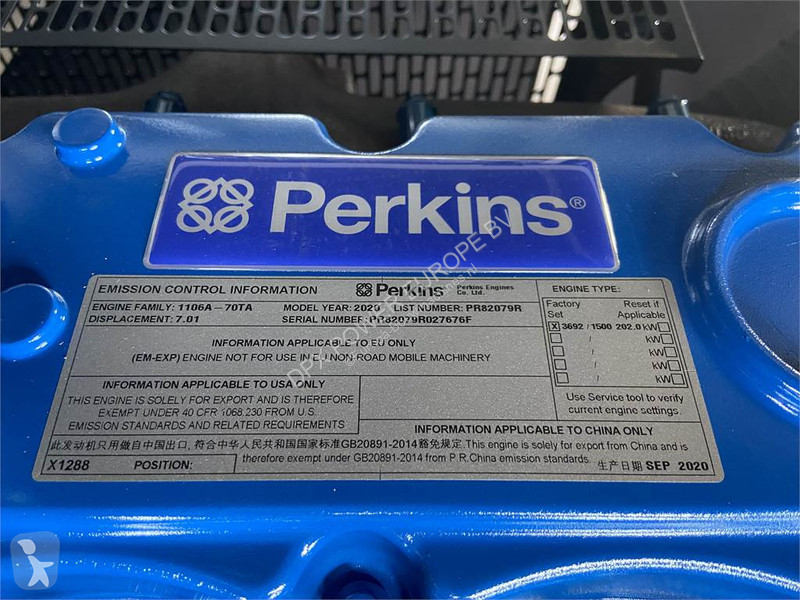 Perkins®
EMISSION CONTROL INFORMATION
Perkins Perkins Engines Co. Ltd.
ENGINE FAMILY: 1106A-70TA MODEL YEAR: 2020 LIST NUMBER: PR82079R
DISPLACEMENT: 7.01 SERIAL NUMBER: PR82079R027676F
INFORMATION APPLICABLE TO EU ONLY
(EM-EXP) ENGINE NOT FOR USE IN EU NON-ROAD MOBILE MACHINERY
INFORMATION APPLICABLE TO USA ONLY
THIS ENGINE IS SOLELY FOR EXPORT AND IS THEREFORE
EXEMPT UNDER 40 CFR 1068.230 FROM U.S.
EMISSION STANDARDS AND RELATED REQUIREMENTS
ENGINE TYPE:
Factory Reset if
Set Applicable
X 3692 / 1500 202.0 kW
/ kW
/ kW
/ kW
Use Service tool to verify
current engine settings.
INFORMATION APPLICABLE TO CHINA ONLY
此发动机只用做自中国出口, 符合中华人民共和国国家标准GB20891-2014豁免规定. This engine is solely for export from China and is
therefore exempt under GB20891-2014 from P.R.China emission standards. 生产日期 SEP 2020
X1288 POSITION:
DPX POWER EUROPE BV